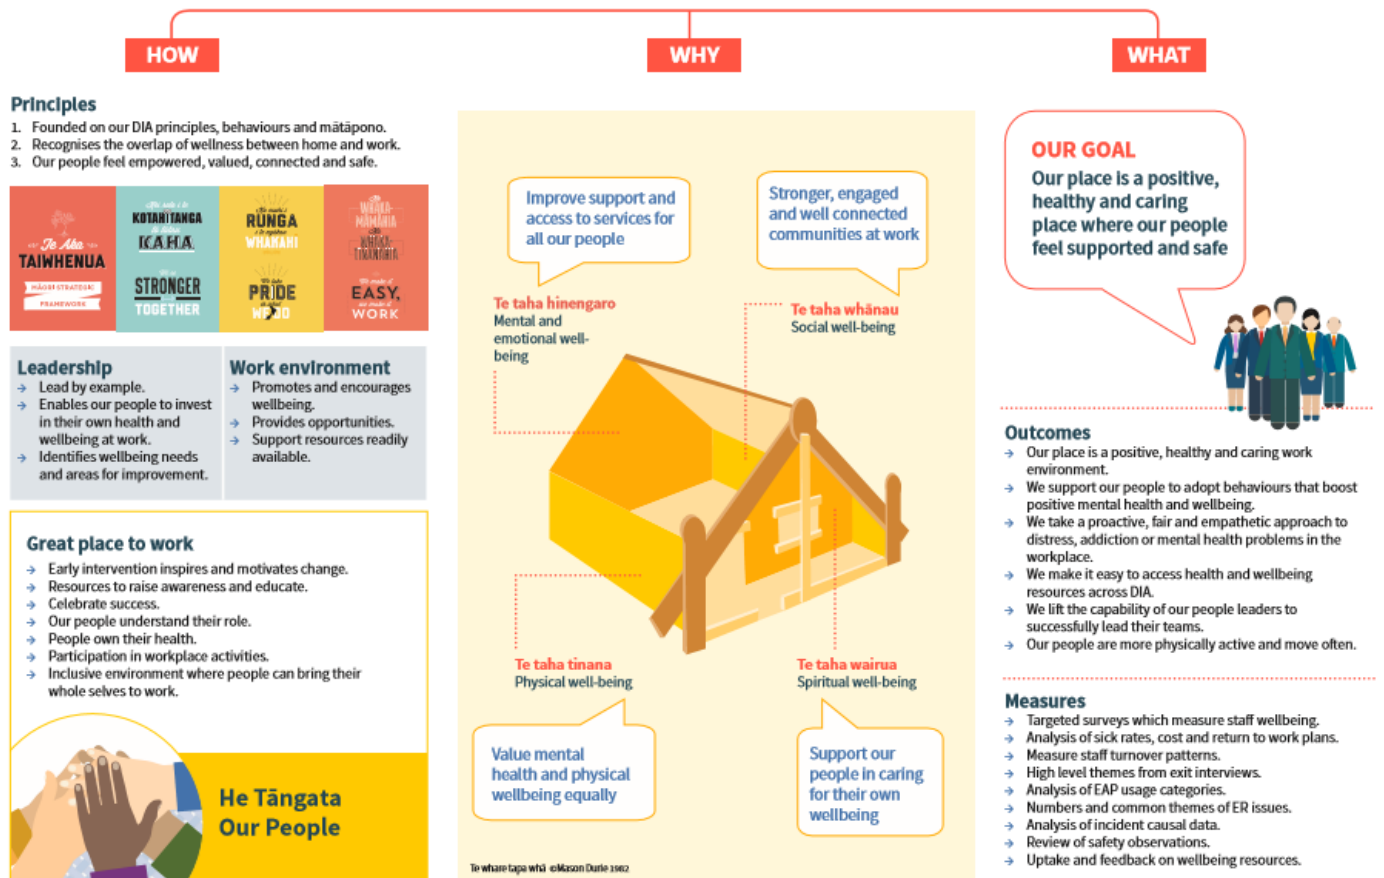 HOW
WHY
WHAT
Principles
1. Founded on our DIA principles, behaviours and mātāpono.
2. Recognises the overlap of wellness between home and work.
3. Our people feel empowered, valued, connected and safe.
Te Aka
TAIWHENUA
MĀORI STRATEGIC
FRAMEWORK
KOTAHITANGA
KAHA
STRONGER
TOGETHER
RŪNGA
WHAKAHI
We take
PRIDE
WHAKA-
MĀMAHIA
WHAKA-
We make it
EASY,
we make it
WORK
Leadership
→ Lead by example.
→ Enables our people to invest
in their own health and
wellbeing at work.
→ Identifies wellbeing needs
and areas for improvement.
Work environment
→ Promotes and encourages
wellbeing.
→ Provides opportunities.
→ Support resources readily
available.
Great place to work
→ Early intervention inspires and motivates change.
→ Resources to raise awareness and educate.
→ Celebrate success.
→ Our people understand their role.
→ People own their health.
→ Participation in workplace activities.
→ Inclusive environment where people can bring their
whole selves to work.
He Tāngata
Our People
Improve support and
access to services for
all our people
Stronger, engaged
and well connected
communities at work
Te taha hinengaro
Mental and
emotional well-
being
Te taha whānau
Social well-being
Te taha tinana
Physical well-being
Te taha wairua
Spiritual well-being
Value mental
health and physical
wellbeing equally
Support our
people in caring
for their own
wellbeing
Te whare tapa whā ©Mason Durie 1982
OUR GOAL
Our place is a positive,
healthy and caring
place where our people
feel supported and safe
Outcomes
→ Our place is a positive, healthy and caring work
environment.
→ We support our people to adopt behaviours that boost
positive mental health and wellbeing.
→ We take a proactive, fair and empathetic approach to
distress, addiction or mental health problems in the
workplace.
→ We make it easy to access health and wellbeing
resources across DIA.
→ We lift the capability of our people leaders to
successfully lead their teams.
→ Our people are more physically active and move often.
Measures
→ Targeted surveys which measure staff wellbeing.
→ Analysis of sick rates, cost and return to work plans.
→ Measure staff turnover patterns.
→ High level themes from exit interviews.
→ Analysis of EAP usage categories.
→ Numbers and common themes of ER issues.
→ Analysis of incident causal data.
→ Review of safety observations.
→ Uptake and feedback on wellbeing resources.